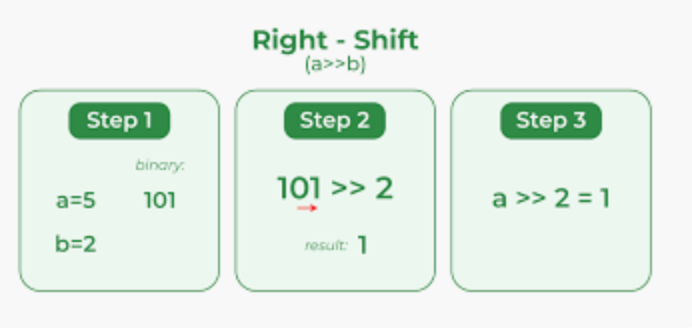 Right - Shift
(a>>b)
Step 1
binary:
a=5 101
b=2
Step 2
101 >> 2
result: 1
Step 3
a >> 2 = 1